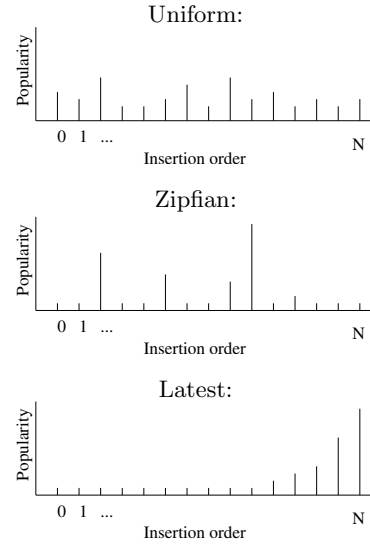 Uniform:
Popularity
0 1 ... N
Insertion order
Zipfian:
Popularity
0 1 ... N
Insertion order
Latest:
Popularity
0 1 ... N
Insertion order